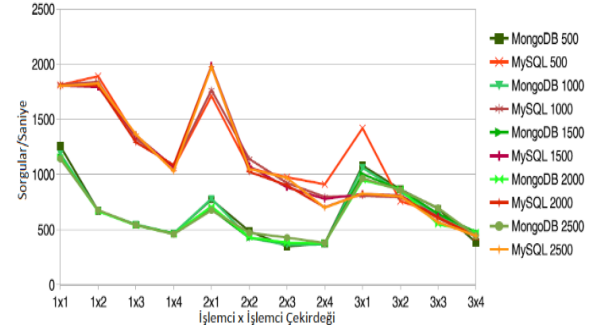 2500
2000
1500
1000
500
0
Sorgular/Saniye
1x1 1x2 1x3 1x4 2x1 2x2 2x3 2x4 3x1 3x2 3x3 3x4
İşlemci x İşlemci Çekirdeği
MongoDB 500
MySQL 500
MongoDB 1000
MySQL 1000
MongoDB 1500
MySQL 1500
MongoDB 2000
MySQL 2000
MongoDB 2500
MySQL 2500